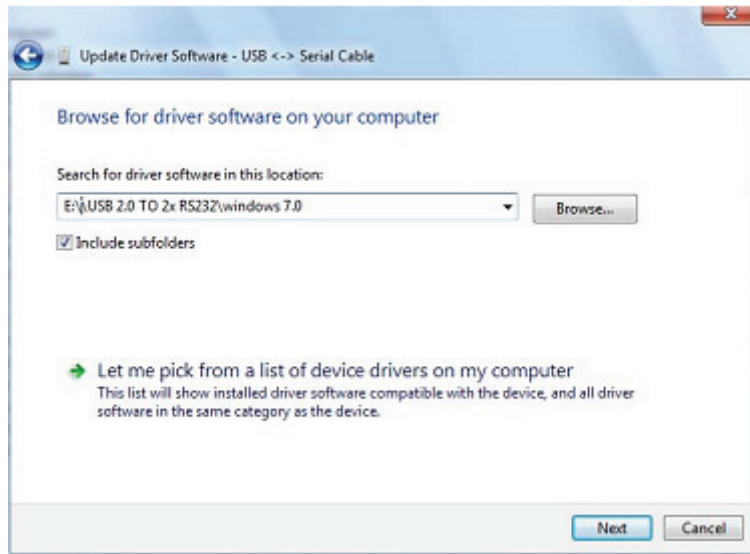 Update Driver Software - USB <-> Serial Cable
Browse for driver software on your computer
Search for driver software in this location:
E:\USB 2.0 TO 2x RS232\windows 7.0
Browse...
Include subfolders
Let me pick from a list of device drivers on my computer
This list will show installed driver software compatible with the device, and all driver
software in the same category as the device.
Next
Cancel